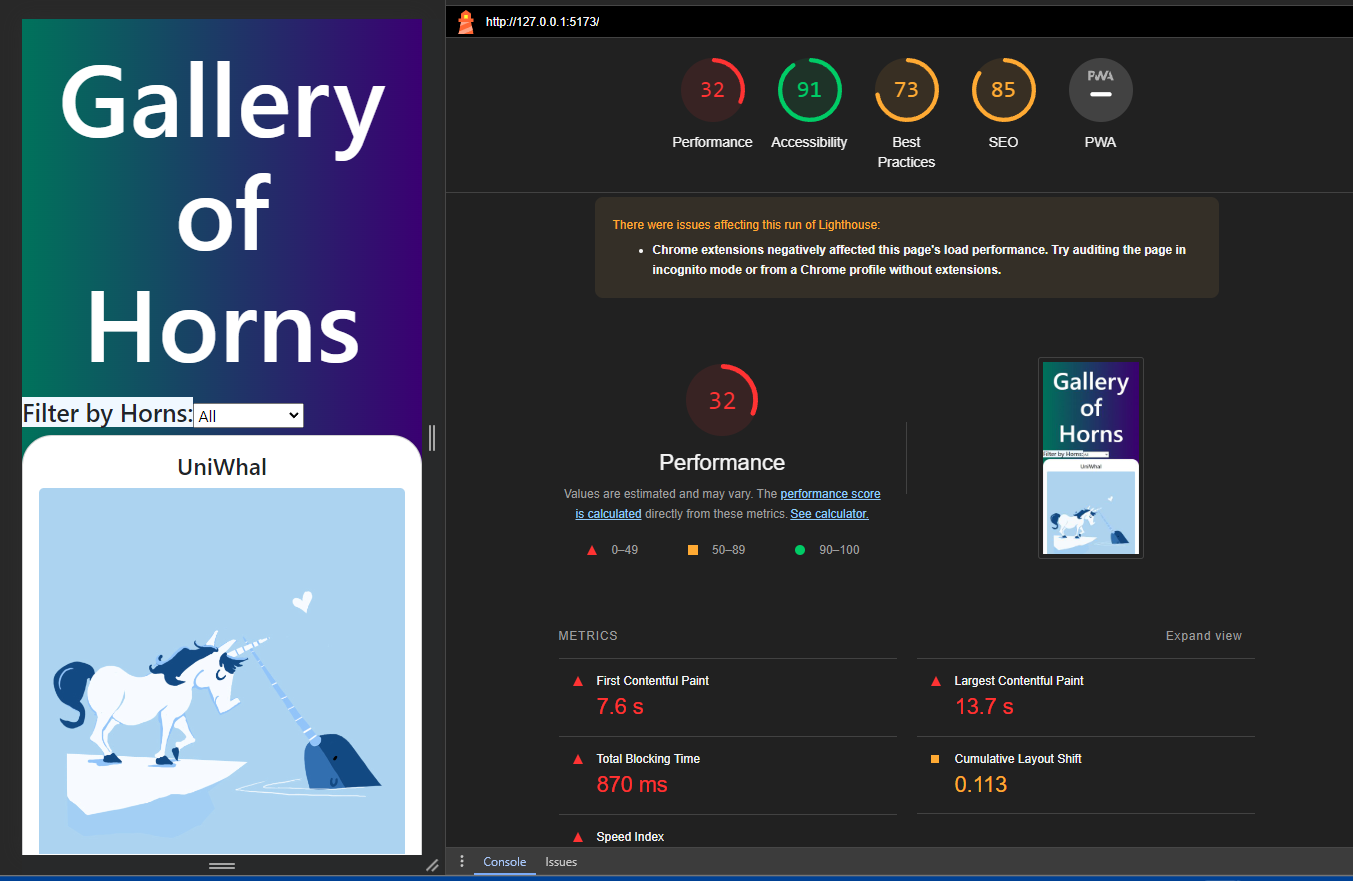 Gallery
of
Horns
Filter by Horns: All
UniWhal
http://127.0.0.1:5173/
32
91
73
85
PWA
Performance
Accessibility
Best
Practices
SEO
PWA
There were issues affecting this run of Lighthouse:
Chrome extensions negatively affected this page's load performance. Try auditing the page in
incognito mode or from a Chrome profile without extensions.
32
Performance
Values are estimated and may vary. The performance score
is calculated directly from these metrics. See calculator.
0–49
50–89
90–100
Gallery
of
Horns
Filter by Horns:
UniWhal
METRICS
Expand view
First Contentful Paint
7.6 s
Largest Contentful Paint
13.7 s
Total Blocking Time
870 ms
Cumulative Layout Shift
0.113
Speed Index
Console
Issues